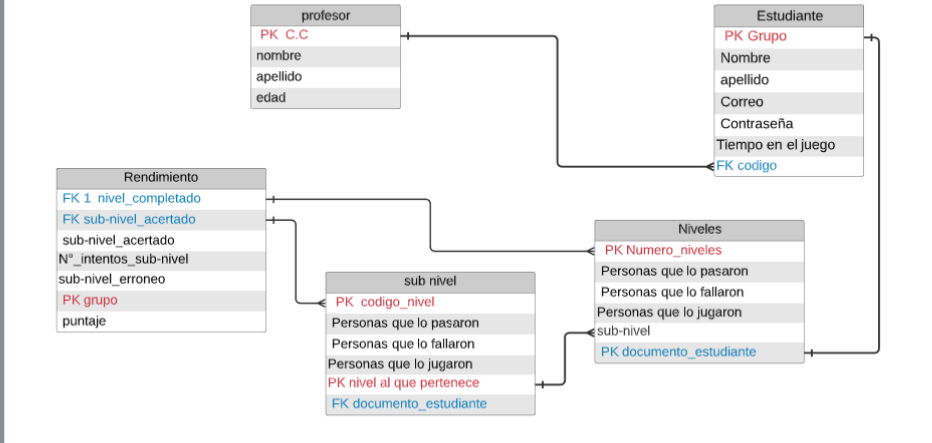 profesor
PK C.C
nombre
apellido
edad
Estudiante
PK Grupo
Nombre
apellido
Correo
Contraseña
Tiempo en el juego
FK codigo
Rendimiento
FK 1 nivel_completado
FK sub-nivel_acertado
sub-nivel_acertado
N°_intentos_sub-nivel
sub-nivel_erroneo
PK grupo
puntaje
sub nivel
PK codigo_nivel
Personas que lo pasaron
Personas que lo fallaron
Personas que lo jugaron
PK nivel al que pertenece
FK documento_estudiante
Niveles
PK Numero_niveles
Personas que lo pasaron
Personas que lo fallaron
Personas que lo jugaron
sub-nivel
PK documento_estudiante